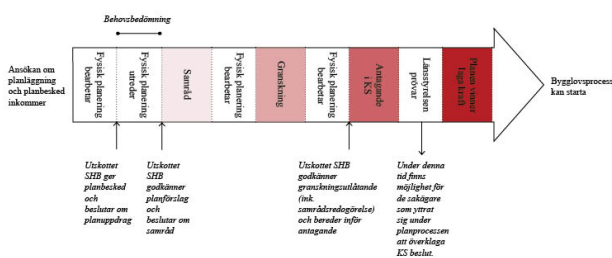 Behovsbedömning
Ansökan om
planläggning
och planbesked
inkommer
Fysisk planering
bearbetar
Fysisk planering
utreder
Samråd
Fysisk planering
bearbetar
Granskning
Fysisk planering
bearbetar
Antagande
i KS
Länsstyrelsen
prövar
Planen vinner
laga kraft
Bygglovsprocess
kan starta
Utskottet
SHB ger
planbesked
och
beslutar om
planuppdrag
Utskottet
SHB
godkänner
planförslag
och
beslutar om
samråd
Utskottet SHB
godkänner
granskningsutlåtande
(ink.
samrådsredogörelse)
och bereder inför
antagande
Under denna
tid finns
möjlighet för
de sakägare
som yttrat
sig under
planprocessen
att överklaga
KS beslut.